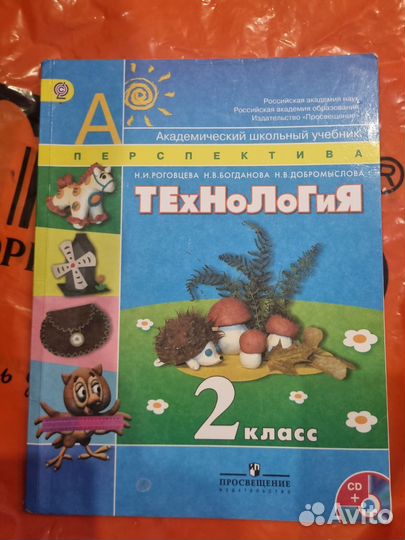 Российская академия наук
Российская академия образования
Издательство «Просвещение»
А
Академический школьный учебник
ПЕРСПЕКТИВА
Н.И.РОГОВЦЕВА Н.В.БОГДАНОВА Н.В.ДОБРОМЫСЛОВА
ТЕхНоЛоГиЯ
2 класс
ПРОСВЕЩЕНИЕ
ИЗДАТЕЛЬСТВО
CD
+
Avito